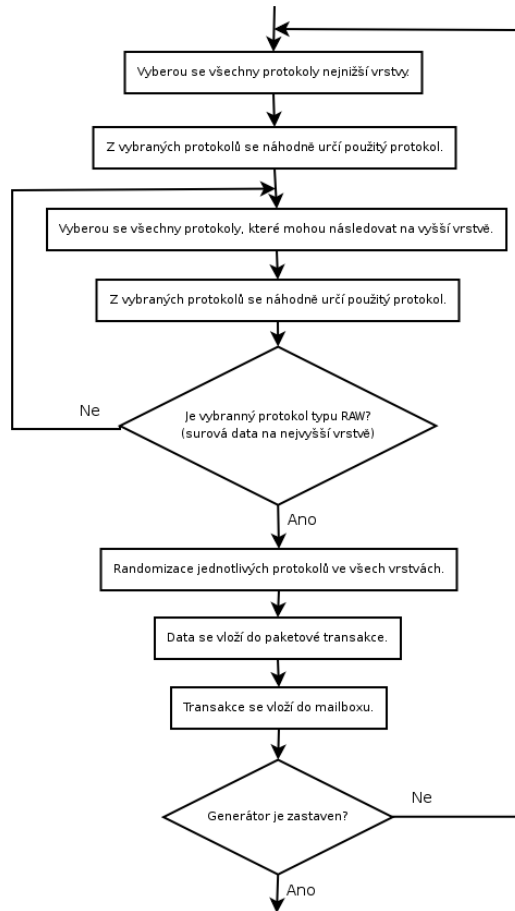 Vyberou se všechny protokoly nejnižší vrstvy.
Z vybraných protokolů se náhodně určí použitý protokol.
Vyberou se všechny protokoly, které mohou následovat na vyšší vrstvě.
Z vybraných protokolů se náhodně určí použitý protokol.
Ne
Je vybranný protokol typu RAW?
(surová data na nejvyšší vrstvě)
Ano
Randomizace jednotlivých protokolů ve všech vrstvách.
Data se vloží do paketové transakce.
Transakce se vloží do mailboxu.
Ne
Generátor je zastaven?
Ano